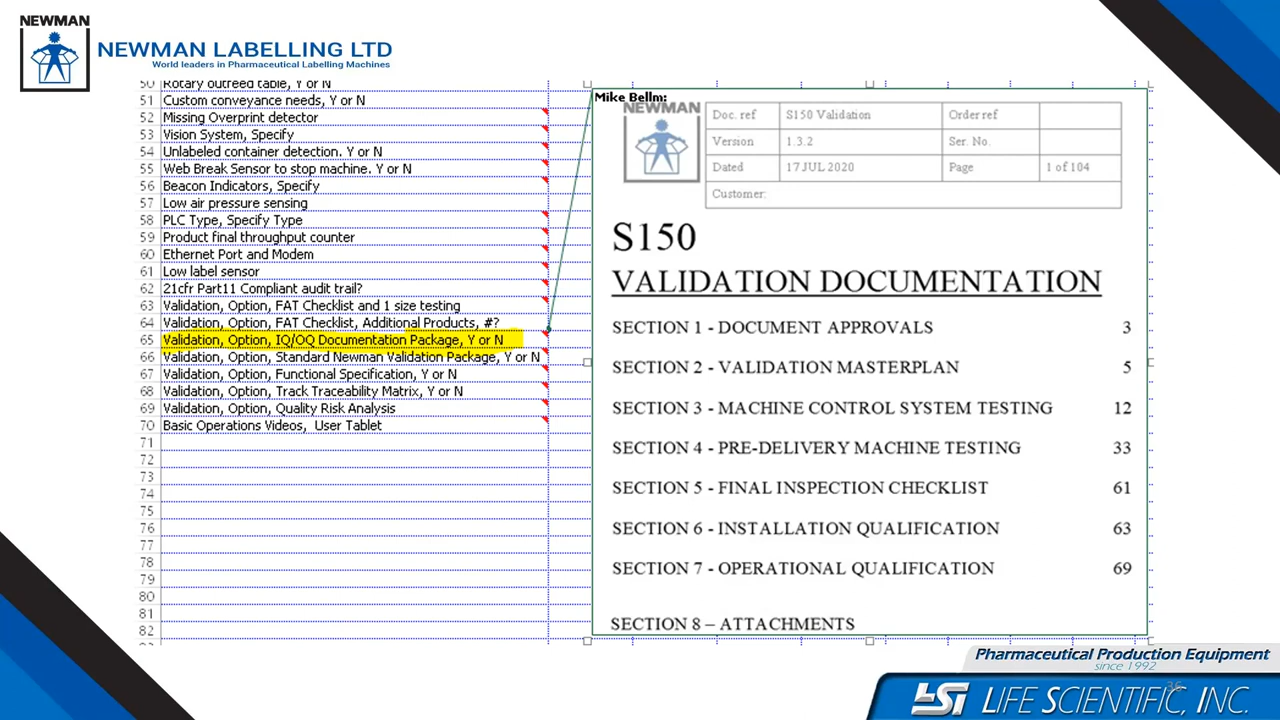 NEWMAN
NEWMAN LABELLING LTD
World leaders in Pharmaceutical Labelling Machines
50 Rotary outfeed table, Y or N
51 Custom conveyance needs, Y or N
52 Missing Overprint detector
53 Vision System, Specify
54 Unlabeled container detection. Y or N
55 Web Break Sensor to stop machine. Y or N
56 Beacon Indicators, Specify
57 Low air pressure sensing
58 PLC Type, Specify Type
59 Product final throughput counter
60 Ethernet Port and Modem
61 Low label sensor
62 21cfr Part11 Compliant audit trail?
63 Validation, Option, FAT Checklist and 1 size testing
64 Validation, Option, FAT Checklist, Additional Products, #?
65 Validation, Option, IQ/OQ Documentation Package, Y or N
66 Validation, Option, Standard Newman Validation Package, Y or N
67 Validation, Option, Functional Specification, Y or N
68 Validation, Option, Track Traceability Matrix, Y or N
69 Validation, Option, Quality Risk Analysis
70 Basic Operations Videos, User Tablet
71
72
73
74
75
76
77
78
79
80
81
82
Mike Bellm:
NEWMAN
Doc. ref S150 Validation Order ref
Version 1.3.2 Ser. No.
Dated 17 JUL 2020 Page 1 of 104
Customer:
S150
VALIDATION DOCUMENTATION
SECTION 1 - DOCUMENT APPROVALS 3
SECTION 2 - VALIDATION MASTERPLAN 5
SECTION 3 - MACHINE CONTROL SYSTEM TESTING 12
SECTION 4 - PRE-DELIVERY MACHINE TESTING 33
SECTION 5 - FINAL INSPECTION CHECKLIST 61
SECTION 6 - INSTALLATION QUALIFICATION 63
SECTION 7 - OPERATIONAL QUALIFICATION 69
SECTION 8 – ATTACHMENTS
Pharmaceutical Production Equipment
since 1992
36
LSI LIFE SCIENTIFIC, INC.